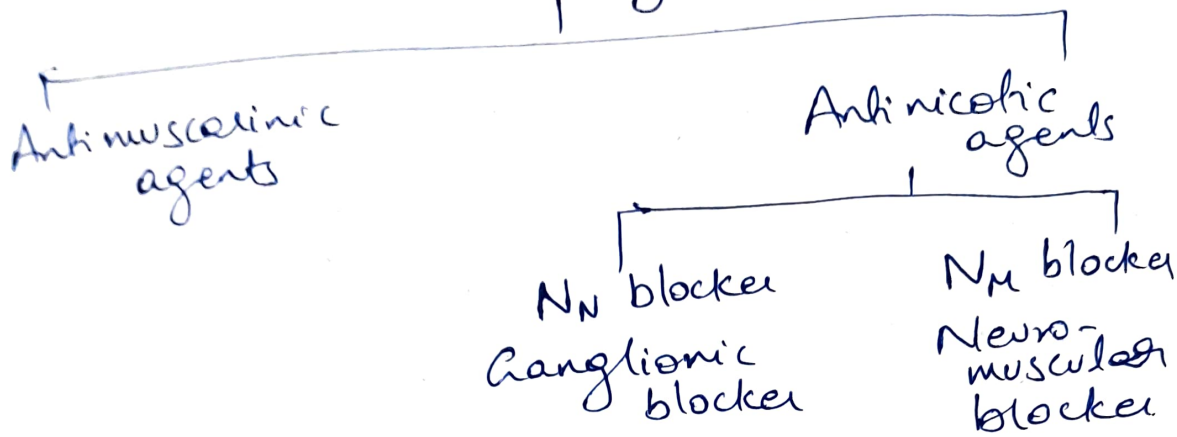 Antimuscarinic
agents
Antinicotic
agents
NN blocker
Ganglionic
blocker
NM blocker
Neuro-
muscular
blocker